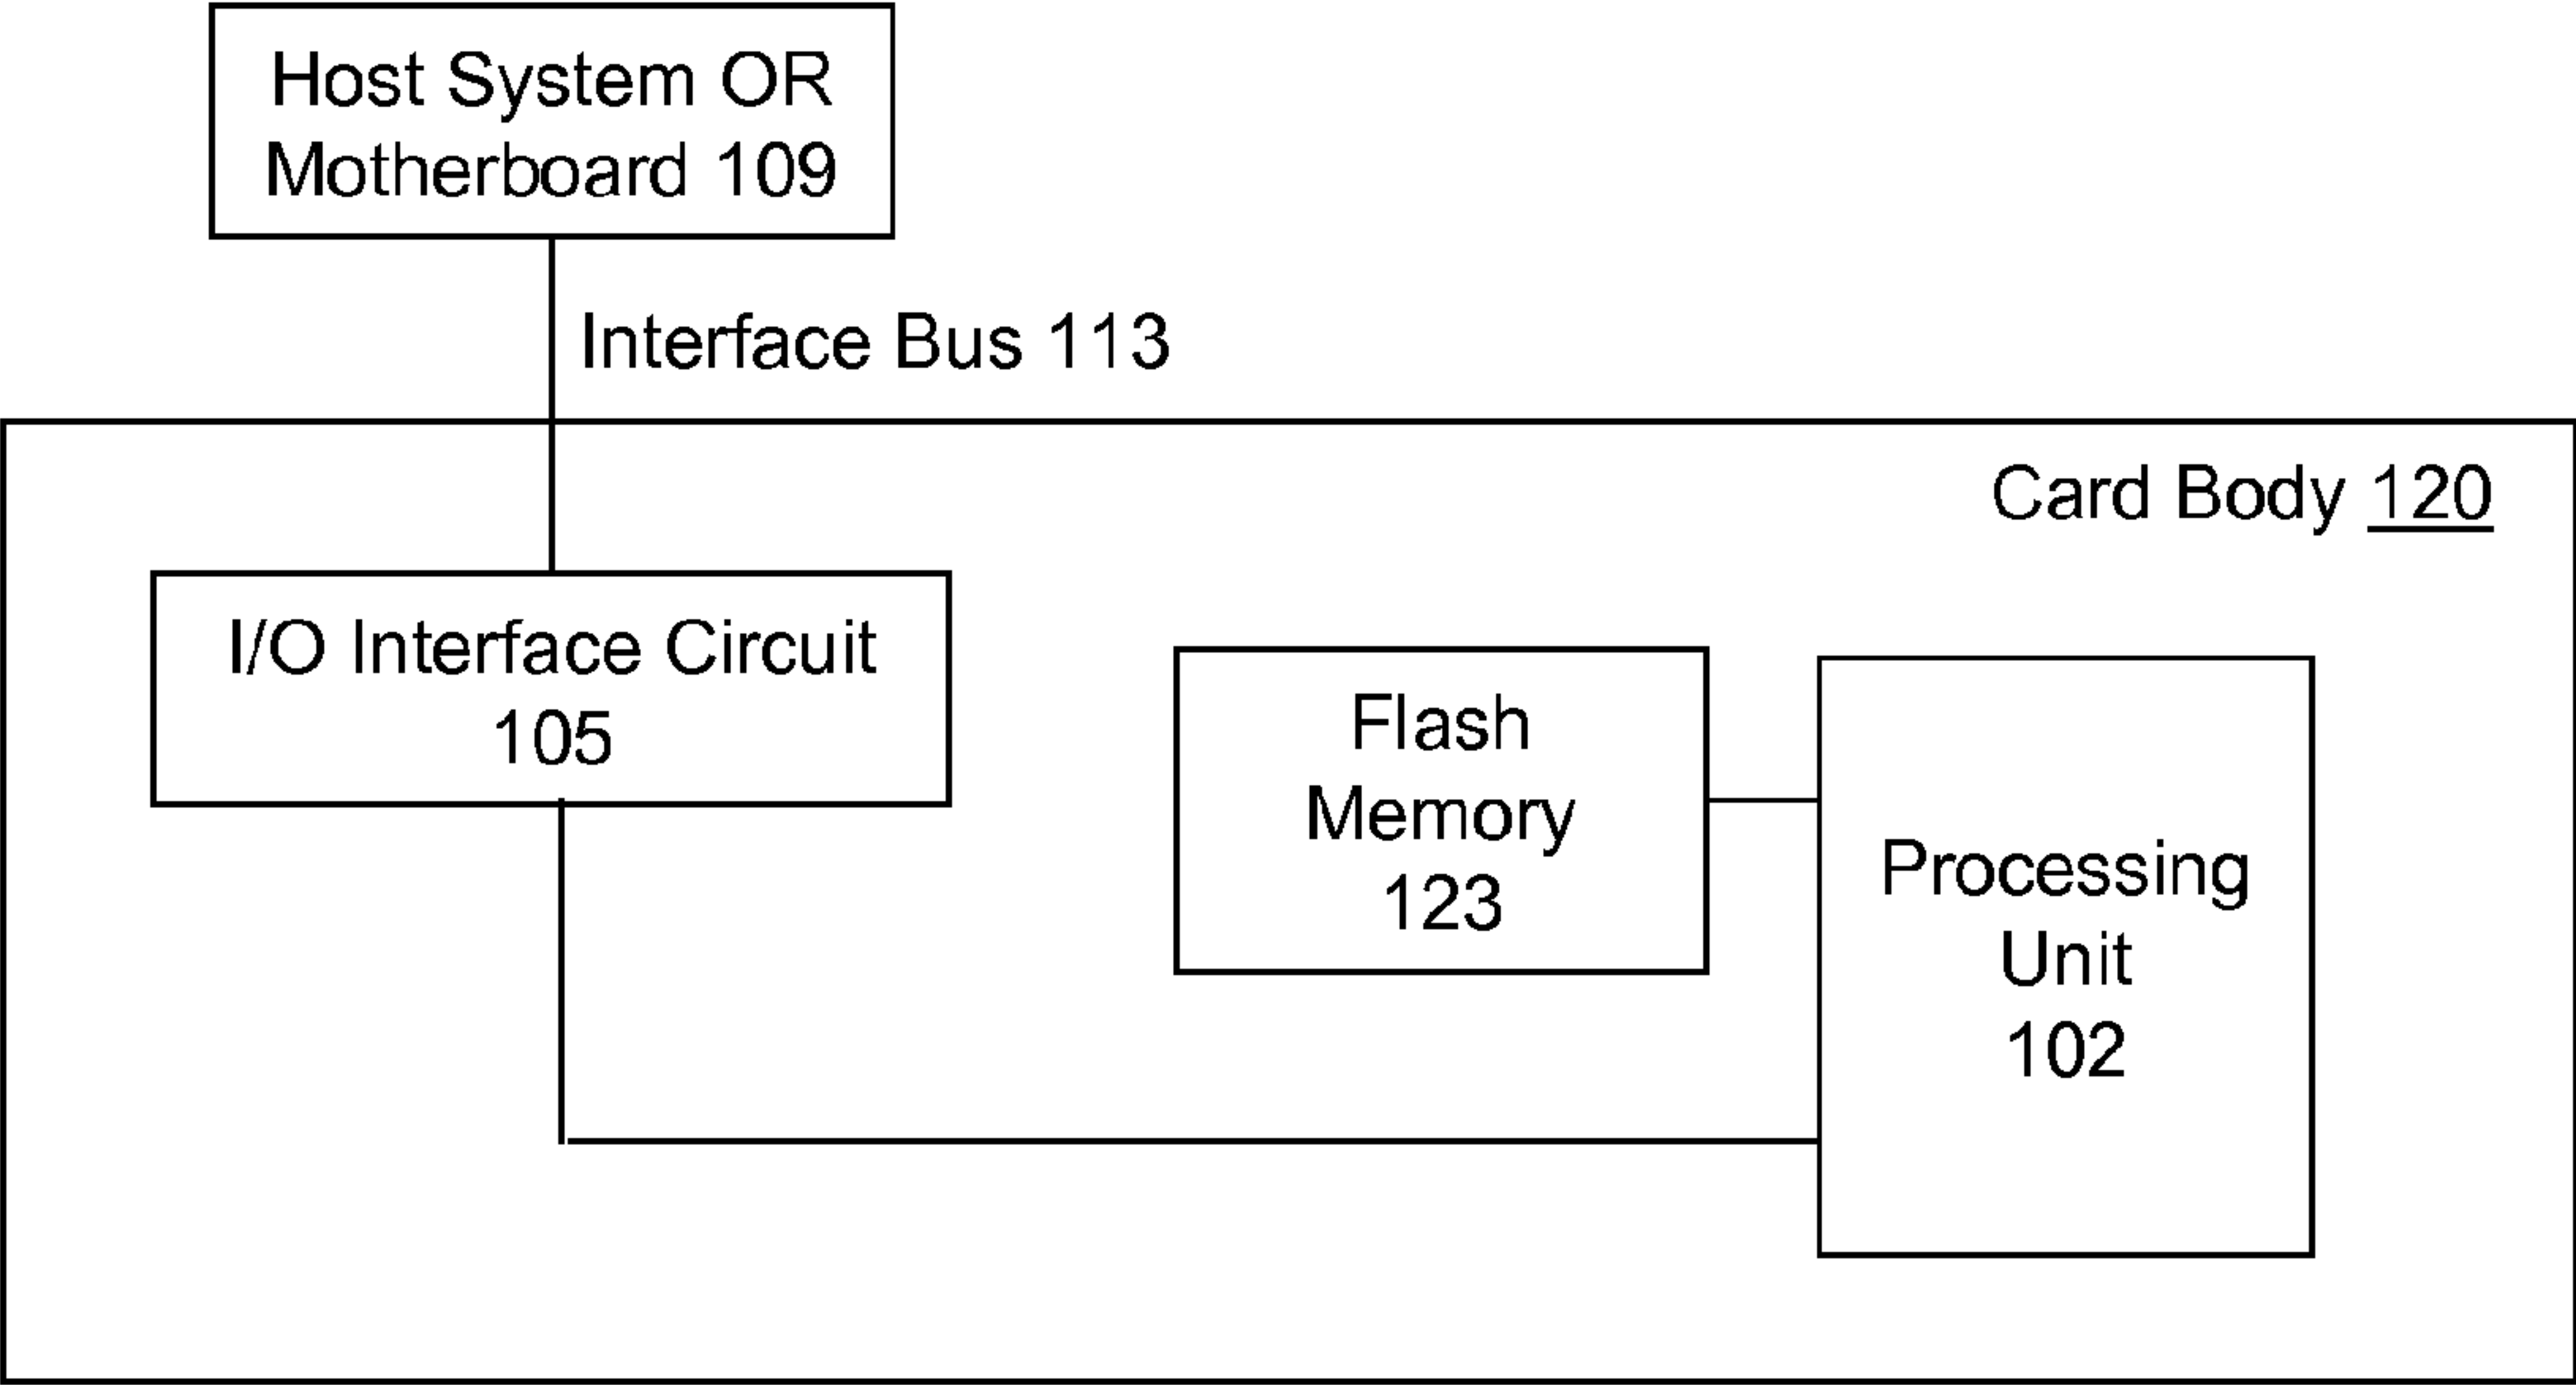 Host System OR
Motherboard 109
Interface Bus 113
Card Body 120
I/O Interface Circuit
105
Flash
Memory
123
Processing
Unit
102